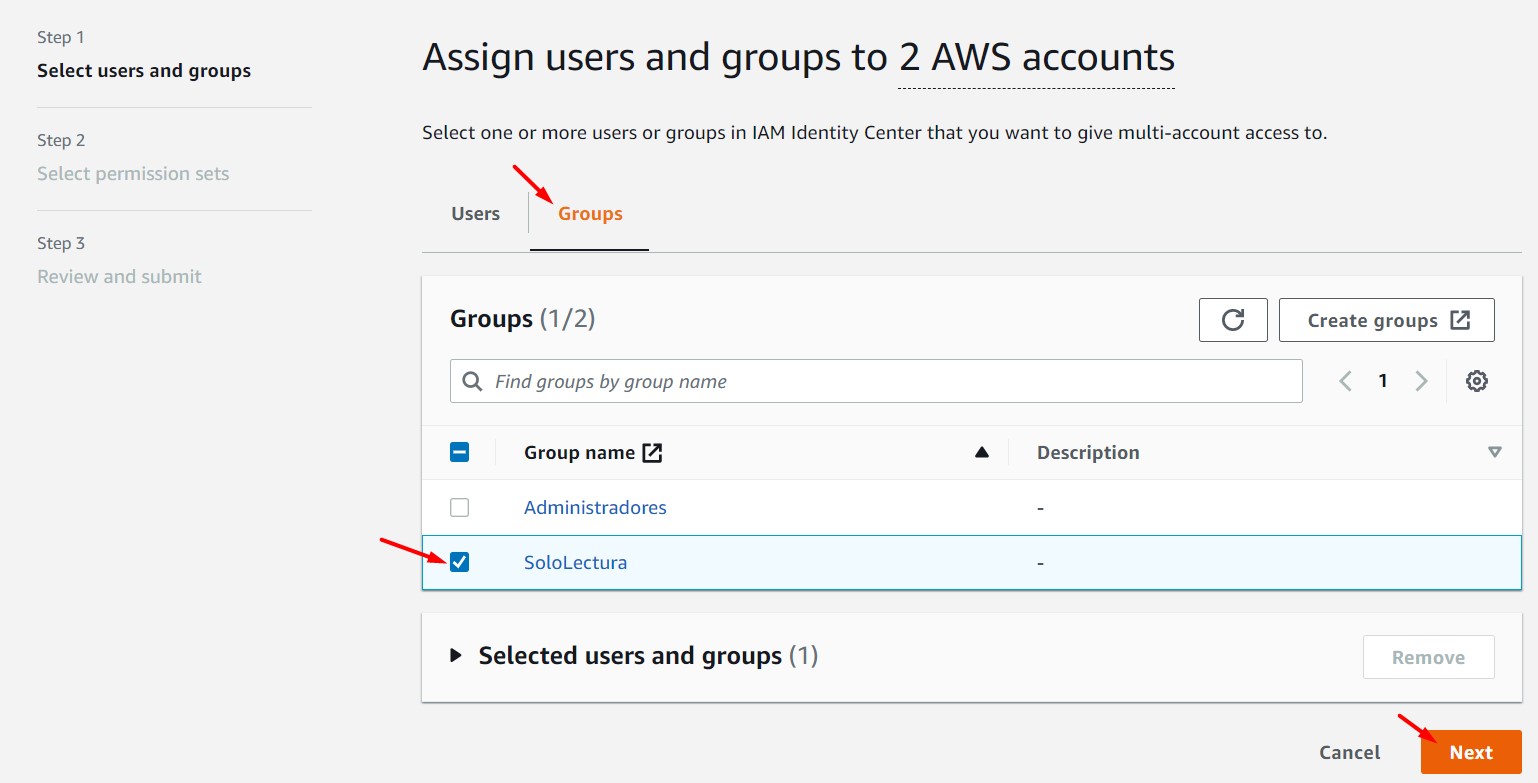 Step 1
Select users and groups
Step 2
Select permission sets
Step 3
Review and submit
Assign users and groups to 2 AWS accounts
Select one or more users or groups in IAM Identity Center that you want to give multi-account access to.
Users
Groups
Groups (1/2)
Create groups
Find groups by group name
1
Group name
Description
Administradores
-
SoloLectura
-
Selected users and groups (1)
Remove
Cancel
Next